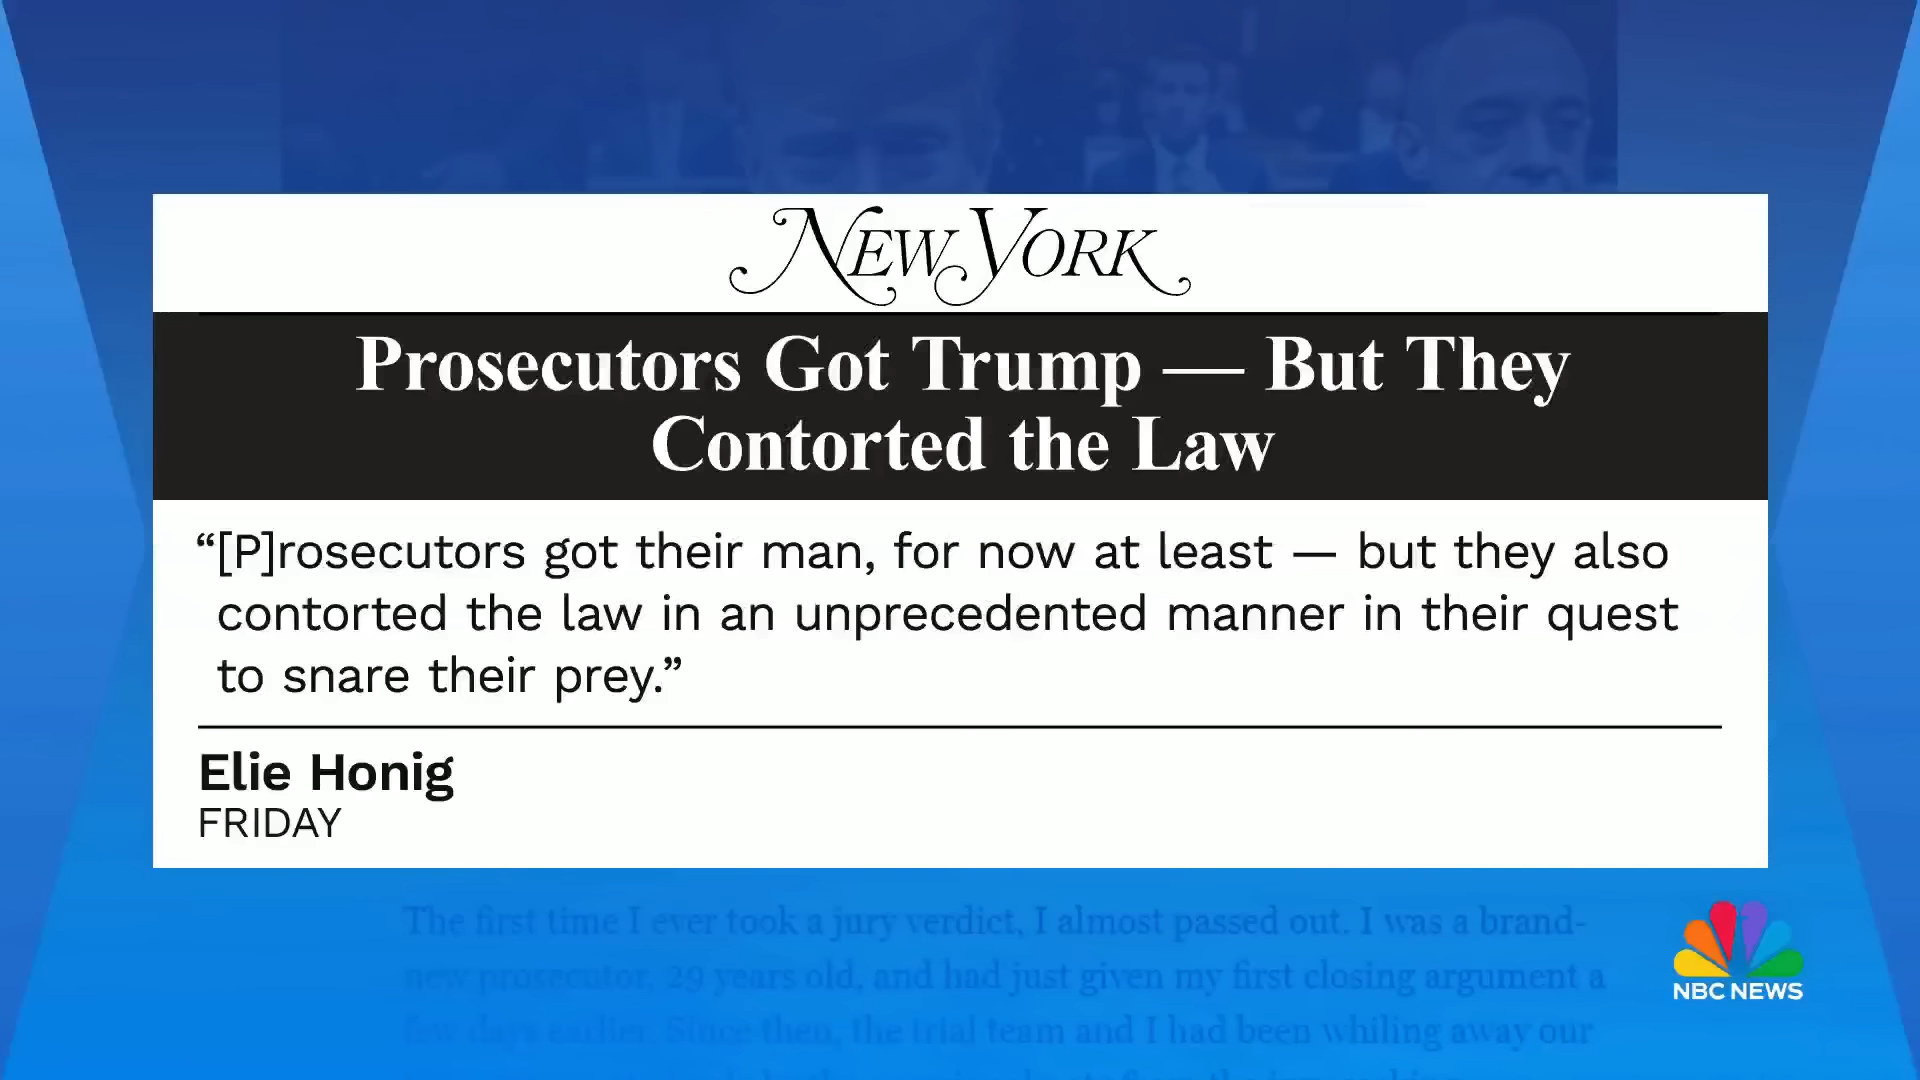 NEW YORK
Prosecutors Got Trump — But They
Contorted the Law
“[P]rosecutors got their man, for now at least — but they also
contorted the law in an unprecedented manner in their quest
to snare their prey.”
Elie Honig
FRIDAY
The first time I ever took a jury verdict, I almost passed out. I was a brand-
new prosecutor, 29 years old, and had just given my first closing argument a
few days earlier. Since then, the trial team and I had been whiling away our
NBC NEWS